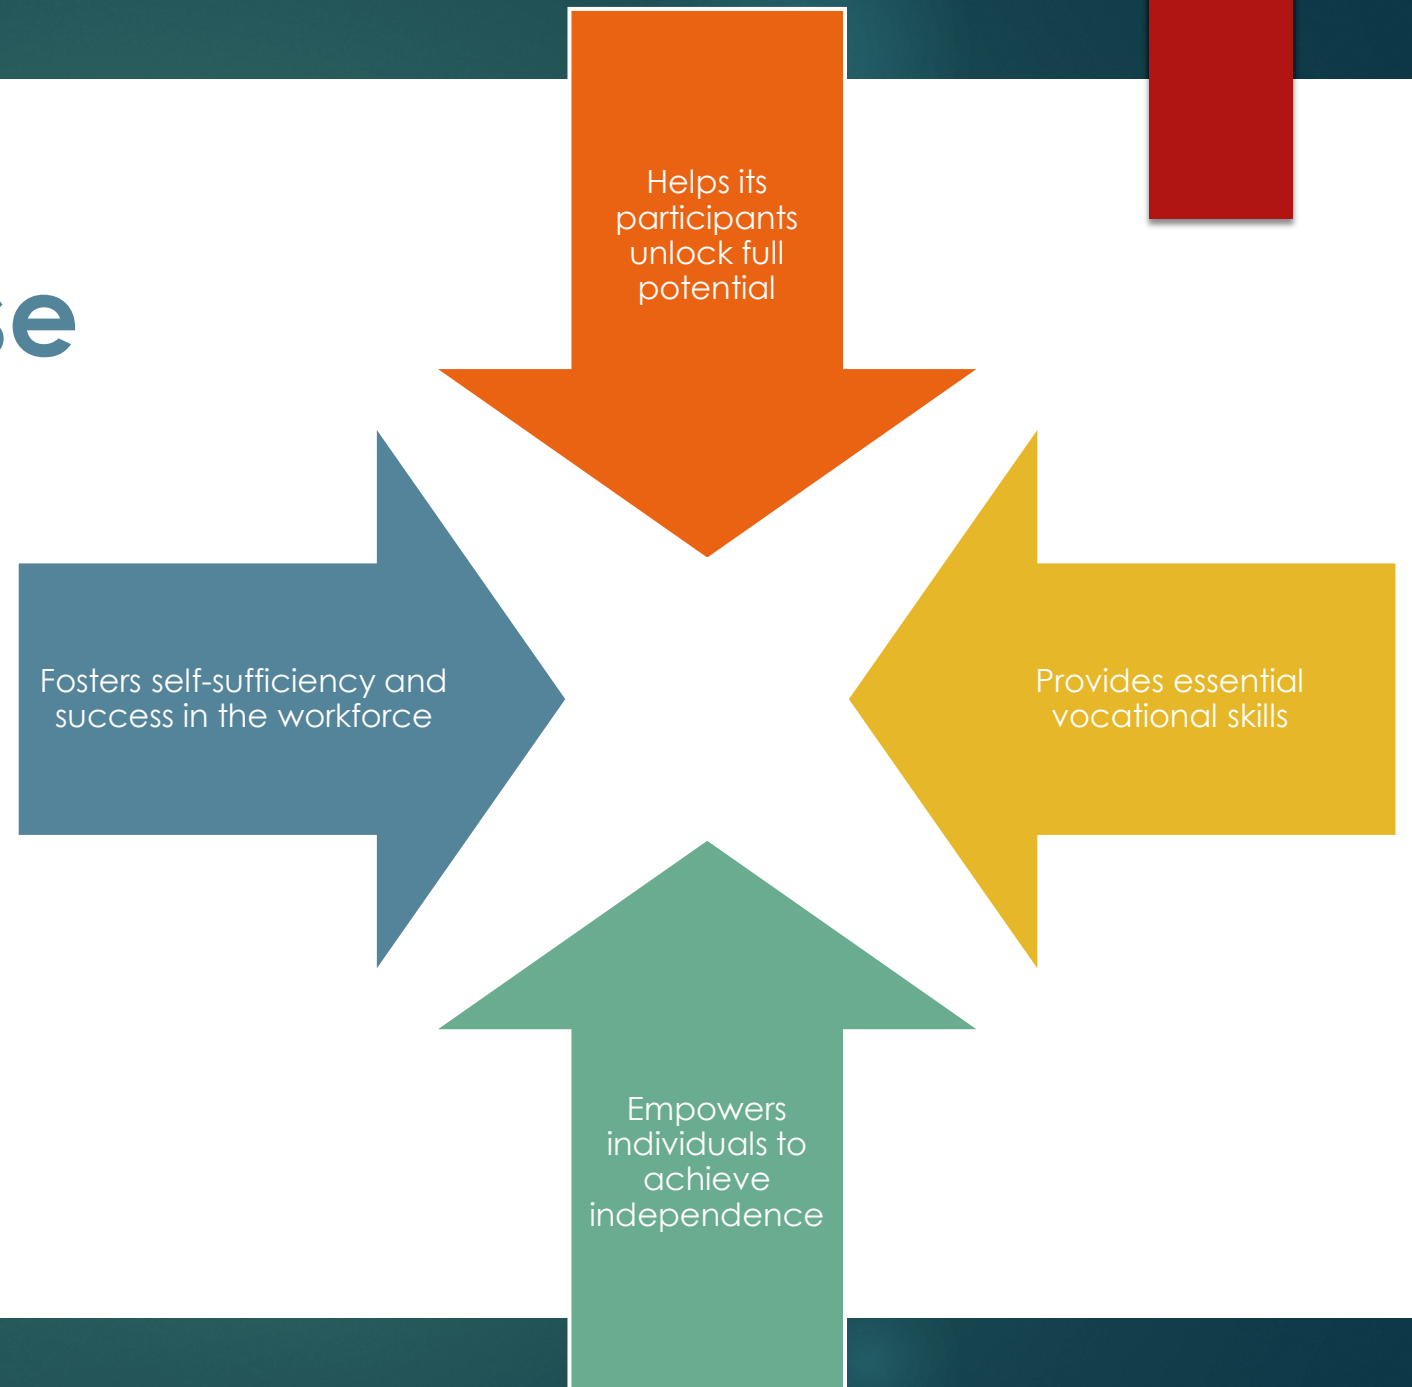 Helps its
participants
unlock full
potential
se
Fosters self-sufficiency and
success in the workforce
Provides essential
vocational skills
Empowers
individuals to
achieve
independence